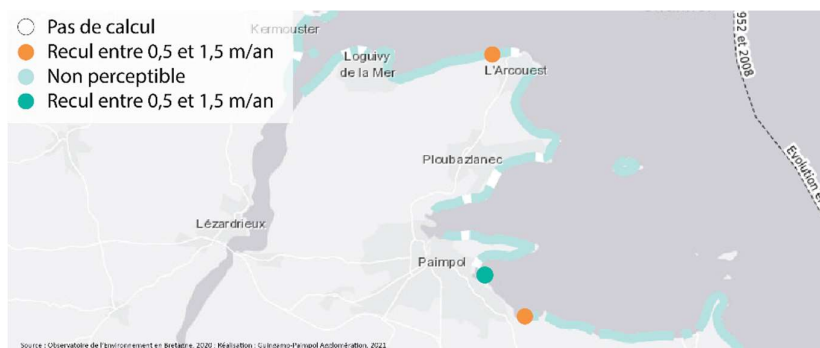 Pas de calcul
Recul entre 0,5 et 1,5 m/an
Non perceptible
Recul entre 0,5 et 1,5 m/an
Kermouster
Loguivy
de la Mer
L'Arcouest
Ploubazlanec
Lézardrieux
Paimpol
952 et 2008
Evolution e
Source : Observatoire de l'Environnement en Bretagne, 2020 ; Réalisation : Guingamp-Paimpol Agglomération, 2021